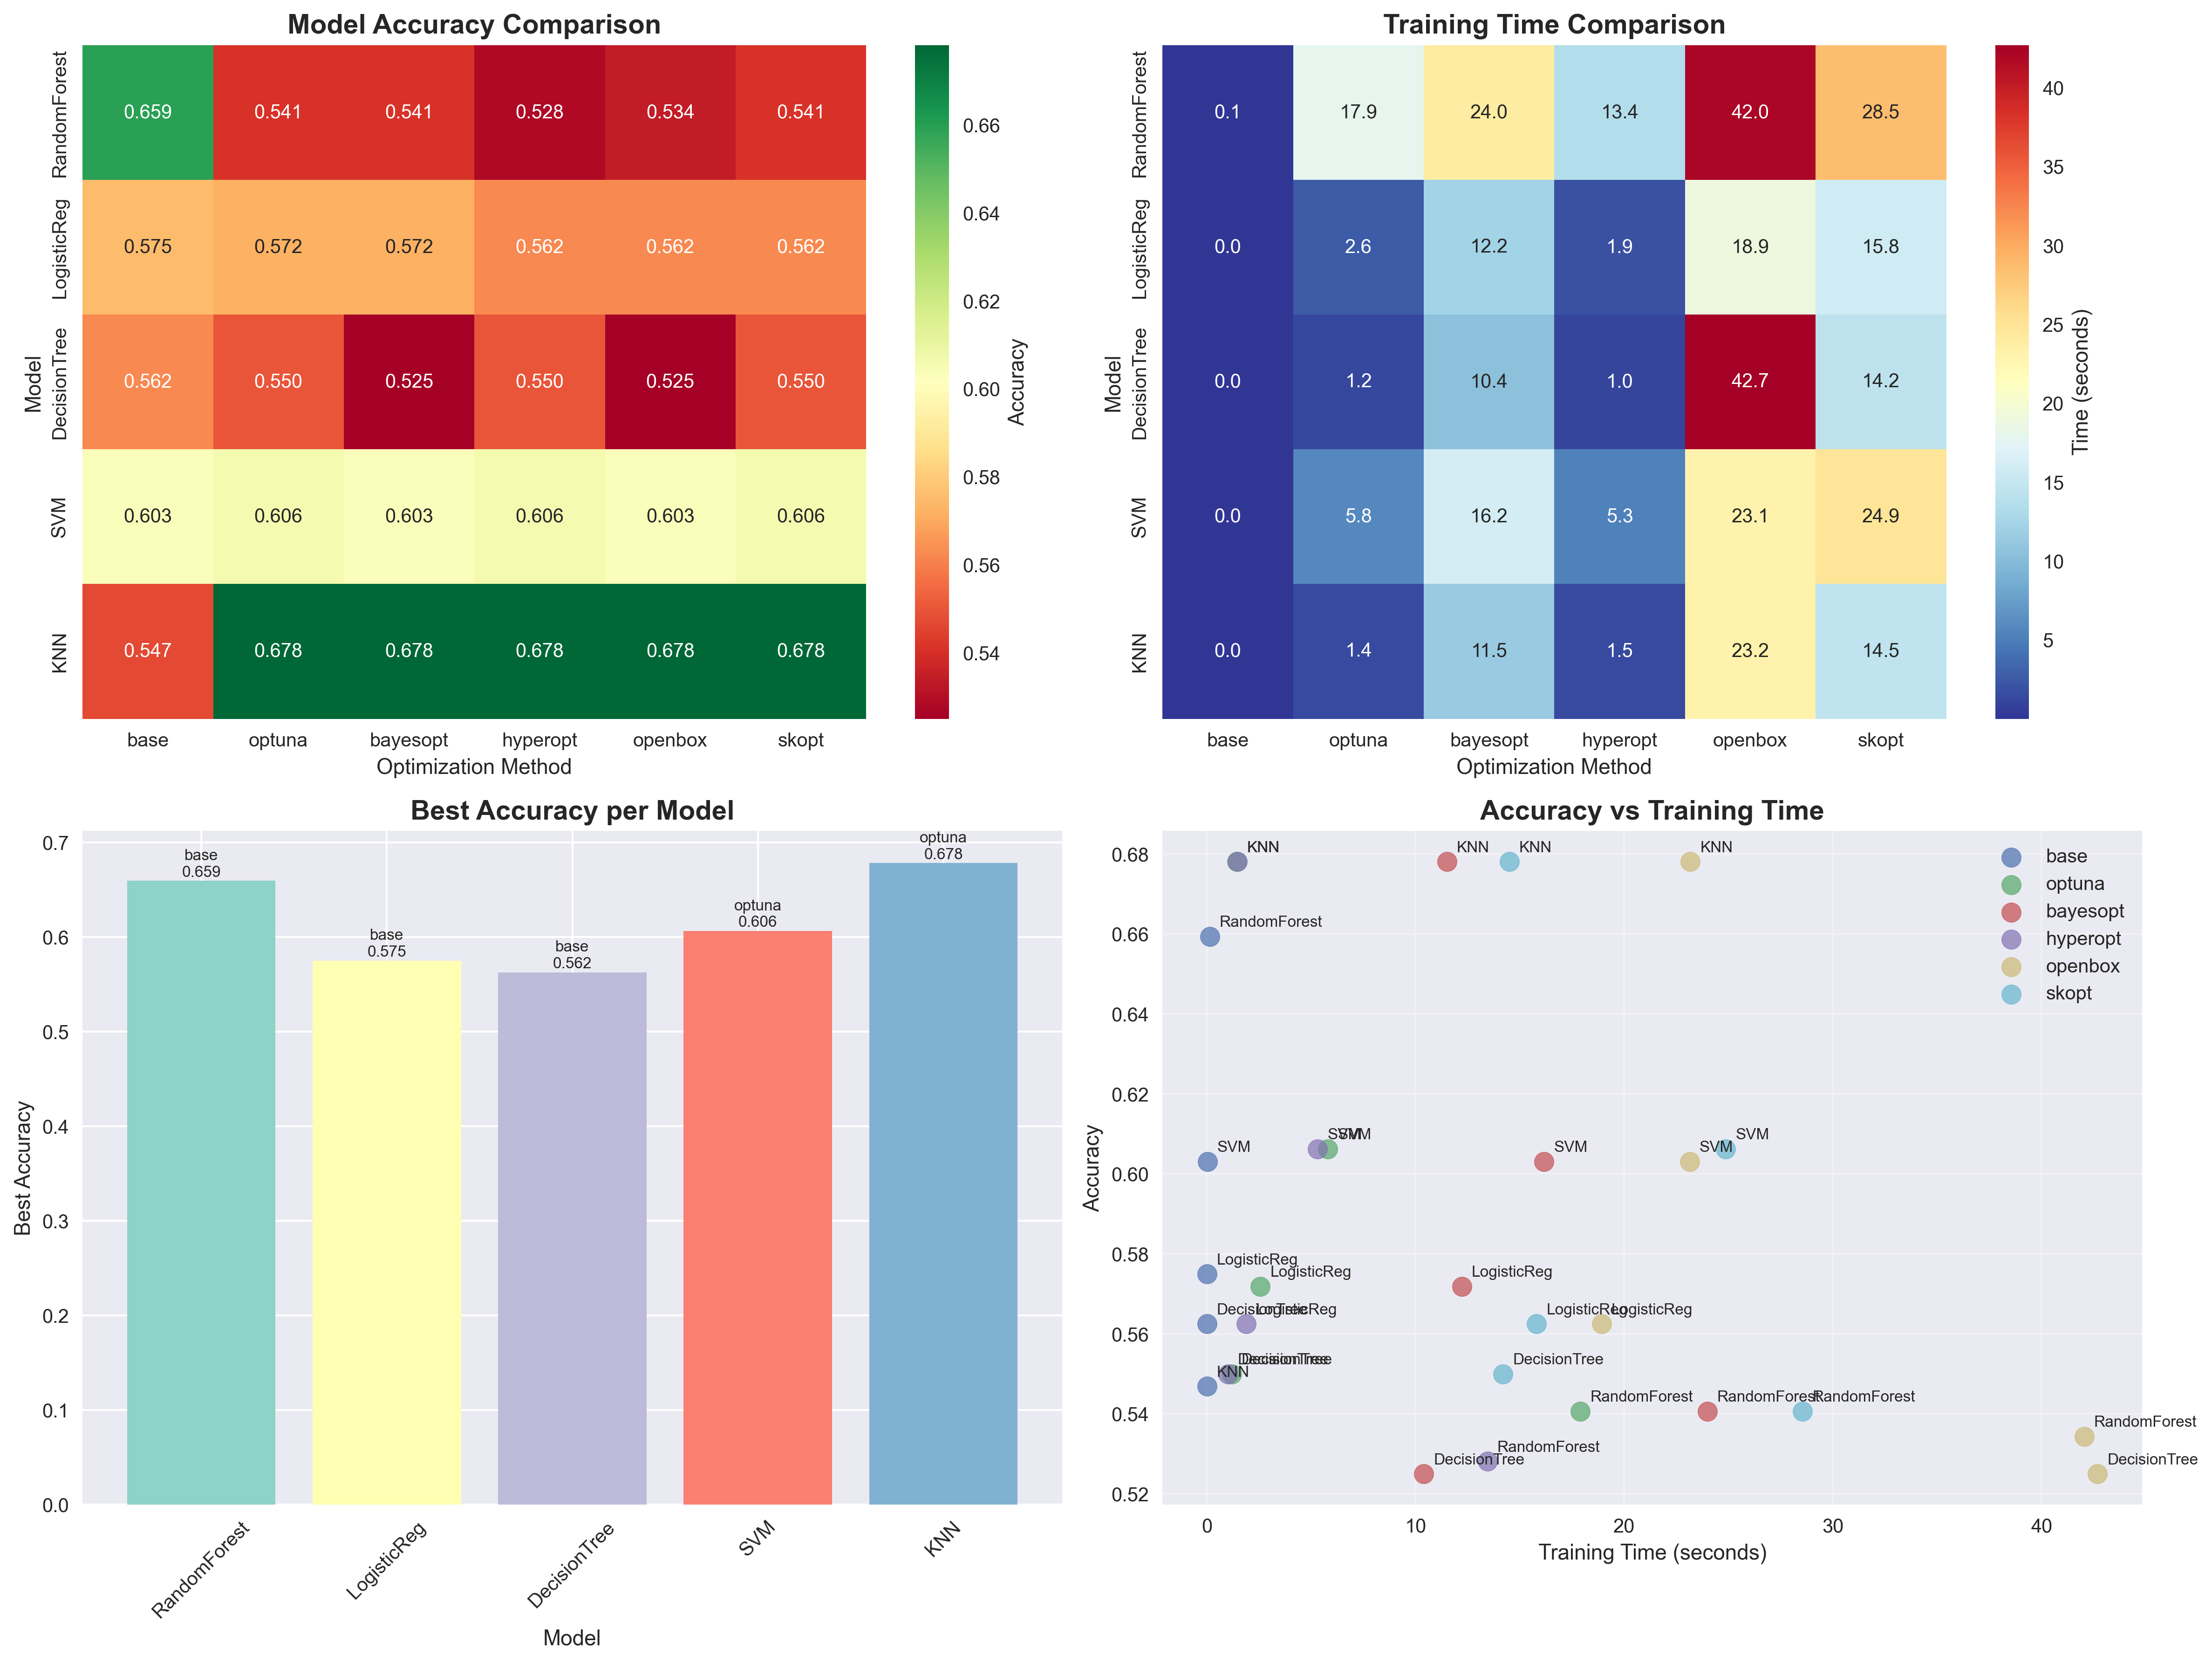 Model Accuracy Comparison
Model
RandomForest
LogisticReg
DecisionTree
SVM
KNN
0.659 0.541 0.541 0.528 0.534 0.541
0.575 0.572 0.572 0.562 0.562 0.562
0.562 0.550 0.525 0.550 0.525 0.550
0.603 0.606 0.603 0.606 0.603 0.606
0.547 0.678 0.678 0.678 0.678 0.678
base optuna bayesopt hyperopt openbox skopt
Optimization Method
0.66
0.64
0.62
0.60
0.58
0.56
0.54
Accuracy
Training Time Comparison
Model
RandomForest
LogisticReg
DecisionTree
SVM
KNN
0.1 17.9 24.0 13.4 42.0 28.5
0.0 2.6 12.2 1.9 18.9 15.8
0.0 1.2 10.4 1.0 42.7 14.2
0.0 5.8 16.2 5.3 23.1 24.9
0.0 1.4 11.5 1.5 23.2 14.5
base optuna bayesopt hyperopt openbox skopt
Optimization Method
40
35
30
25
20
15
10
5
Time (seconds)
Best Accuracy per Model
Best Accuracy
0.7
0.6
0.5
0.4
0.3
0.2
0.1
0.0
base
0.659
base
0.575
base
0.562
optuna
0.606
optuna
0.678
RandomForest
LogisticReg
DecisionTree
SVM
KNN
Model
Accuracy vs Training Time
Accuracy
0.68
0.66
0.64
0.62
0.60
0.58
0.56
0.54
0.52
KNN KNN KNN KNN
RandomForest
SVM SVM SVM SVM SVM SVM
LogisticReg
LogisticReg LogisticReg
DecisionTree LogisticReg LogisticReg LogisticReg
DecisionTree DecisionTree DecisionTree
KNN
RandomForest RandomForest RandomForest
RandomForest
RandomForest
DecisionTree DecisionTree
base
optuna
bayesopt
hyperopt
openbox
skopt
0 10 20 30 40
Training Time (seconds)